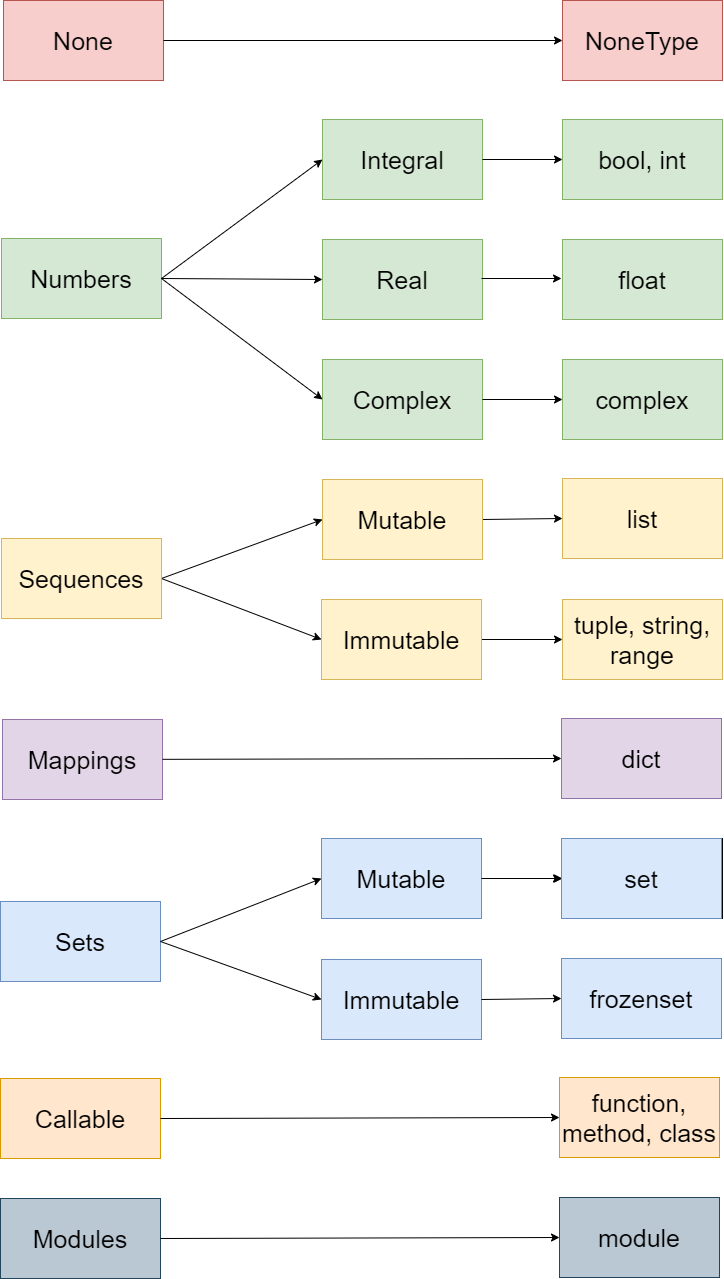 None
NoneType
Numbers
Integral
bool, int
Real
float
Complex
complex
Sequences
Mutable
list
Immutable
tuple, string,
range
Mappings
dict
Sets
Mutable
set
Immutable
frozenset
Callable
function,
method, class
Modules
module